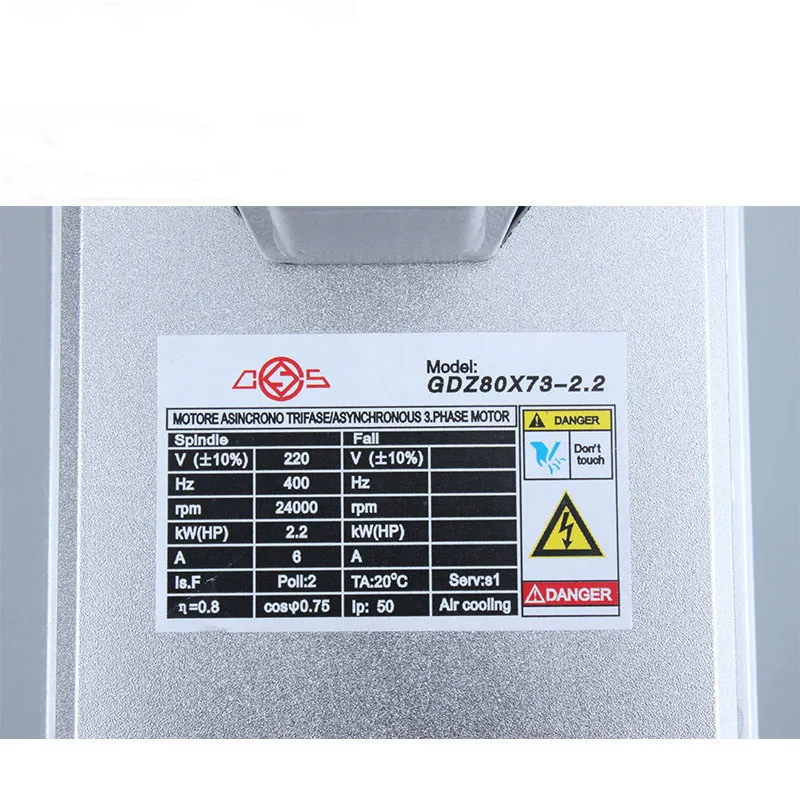 Model:
GDZ80X73-2.2
MOTORE ASINCRONO TRIFASE/ASYNCHRONOUS 3.PHASE MOTOR
DANGER
Spindle Fall
V (±10%) 220 V (±10%)
Don't
touch
Hz 400 Hz
rpm 24000 rpm
kW(HP) 2.2 kW(HP)
A 6 A
Is.F Poll:2 TA:20°C Serv:s1
DANGER
η=0.8 cosφ0.75 Ip: 50 Air cooling